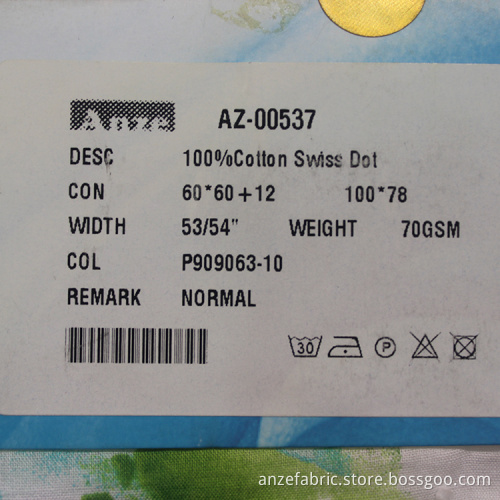 Anze AZ-00537
DESC 100%Cotton Swiss Dot
CON 60*60+12 100*78
WIDTH 53/54" WEIGHT 70GSM
COL P909063-10
REMARK NORMAL
30 P
anzefabric.store.bossgoo.com